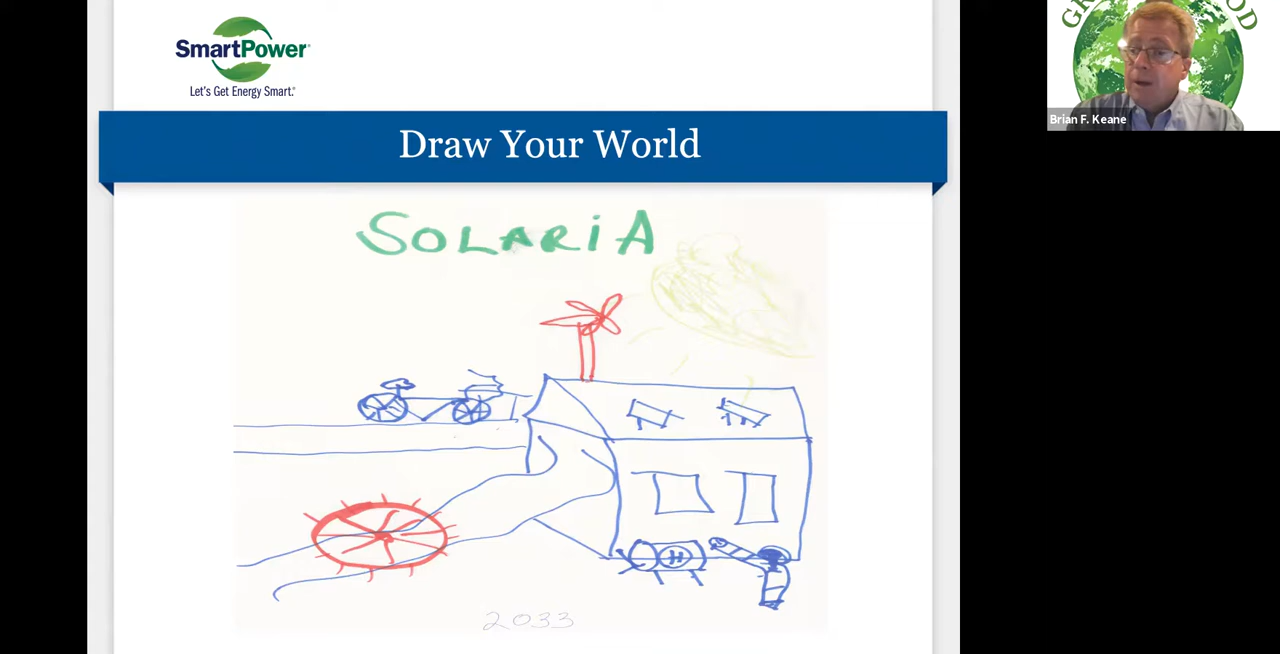 SmartPower®
Let's Get Energy Smart.®
Draw Your World
SOLARiA
H
2033
Brian F. Keane